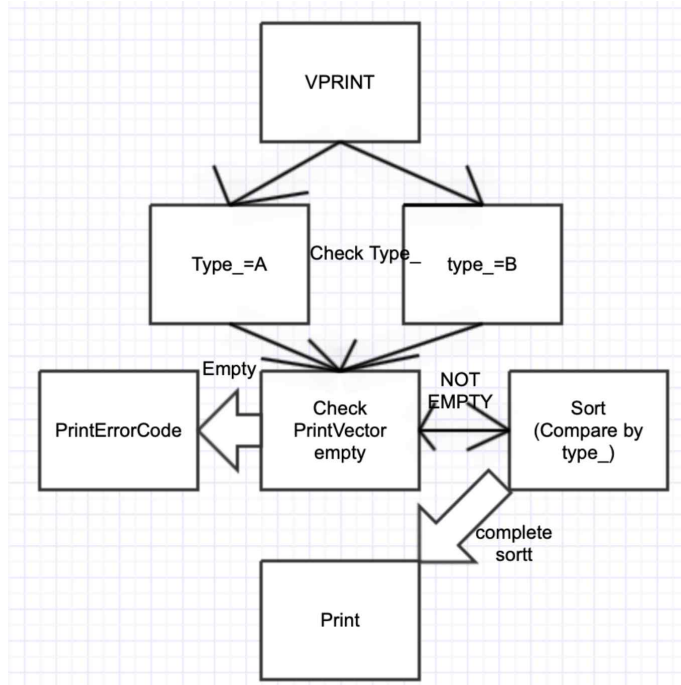 VPRINT
Type_=A
Check Type_
type_=B
Empty
NOT
EMPTY
PrintErrorCode
Check
PrintVector
empty
Sort
(Compare by
type_)
complete
sortt
Print